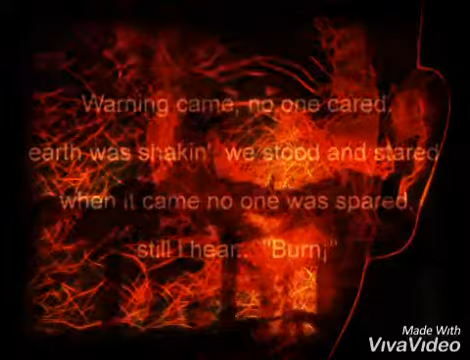 Warning came, no one cared,
earth was shakin' we stood and stared
when it came no one was spared
still I hear... "Burn¡"
Made With
VivaVideo